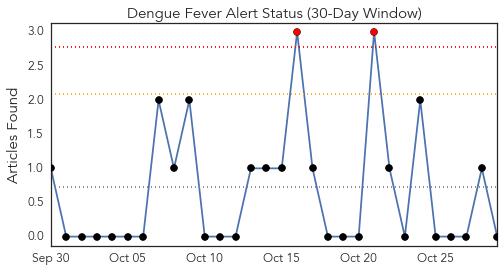 Dengue Fever Alert Status (30-Day Window)
Articles Found
3.0
2.5
2.0
1.5
1.0
0.5
0.0
Sep 30 Oct 05 Oct 10 Oct 15 Oct 20 Oct 25